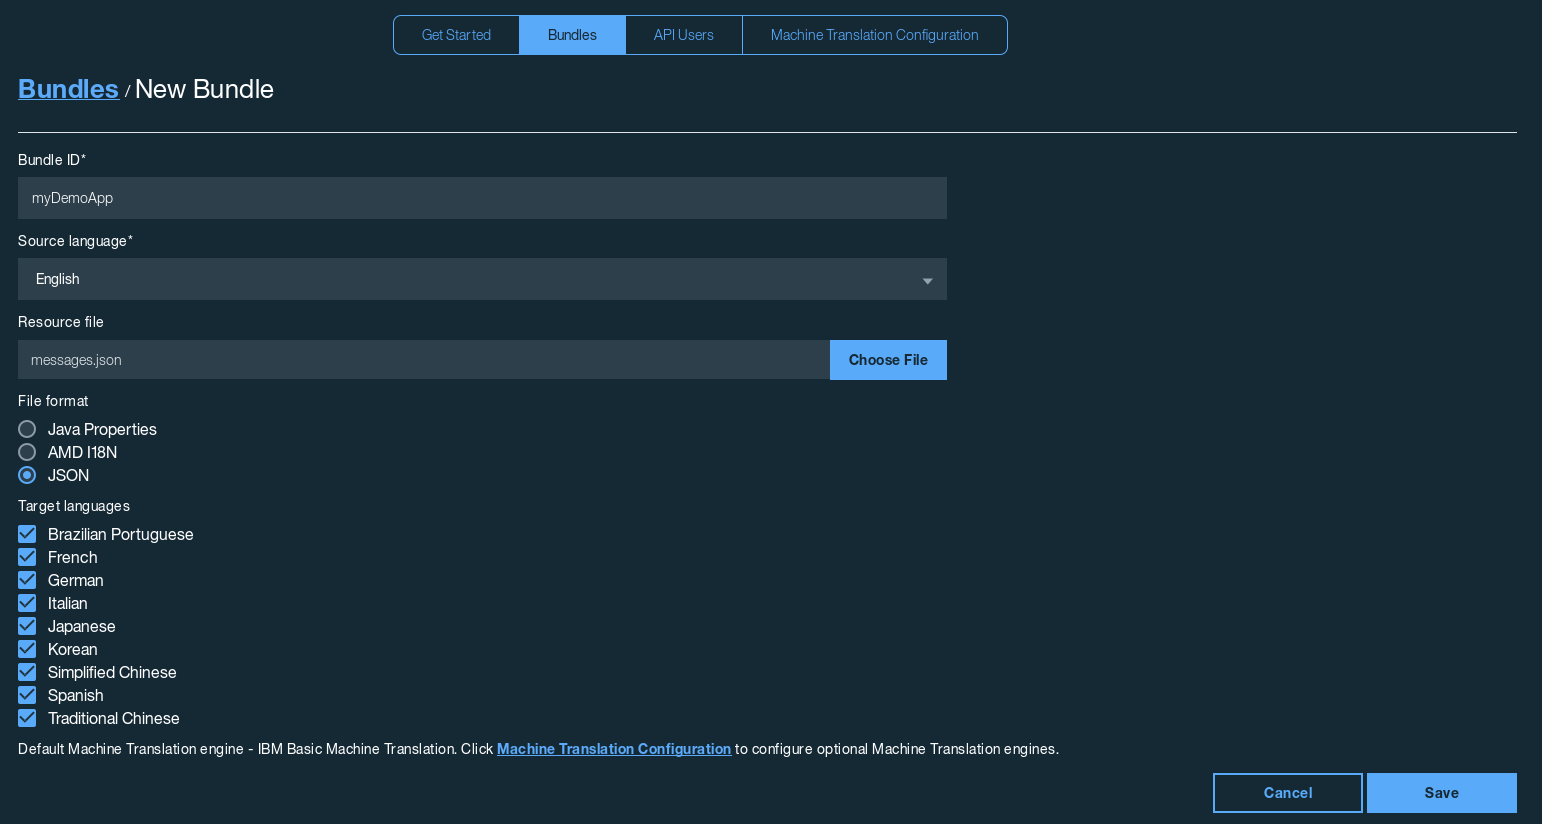 Get Started Bundles API Users Machine Translation Configuration
Bundles / New Bundle
Bundle ID*
myDemoApp
Source language*
English
Resource file
messages.json Choose File
File format
Java Properties
AMD I18N
JSON
Target languages
Brazilian Portuguese
French
German
Italian
Japanese
Korean
Simplified Chinese
Spanish
Traditional Chinese
Default Machine Translation engine - IBM Basic Machine Translation. Click Machine Translation Configuration to configure optional Machine Translation engines.
Cancel Save